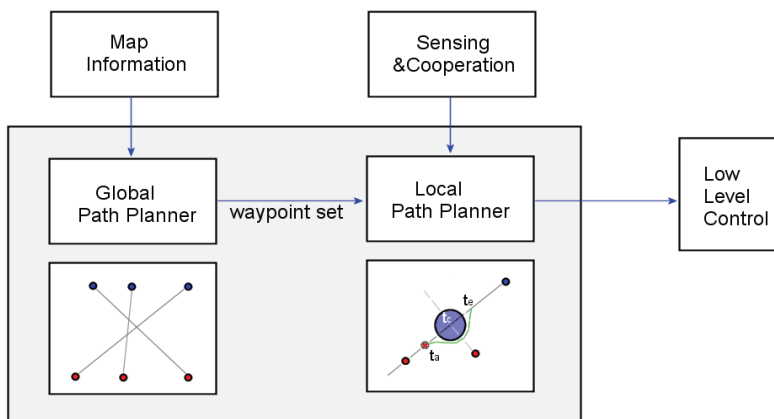 Map
Information
Sensing
&Cooperation
Global
Path Planner
waypoint set
Local
Path Planner
Low
Level
Control
te
tc
ta